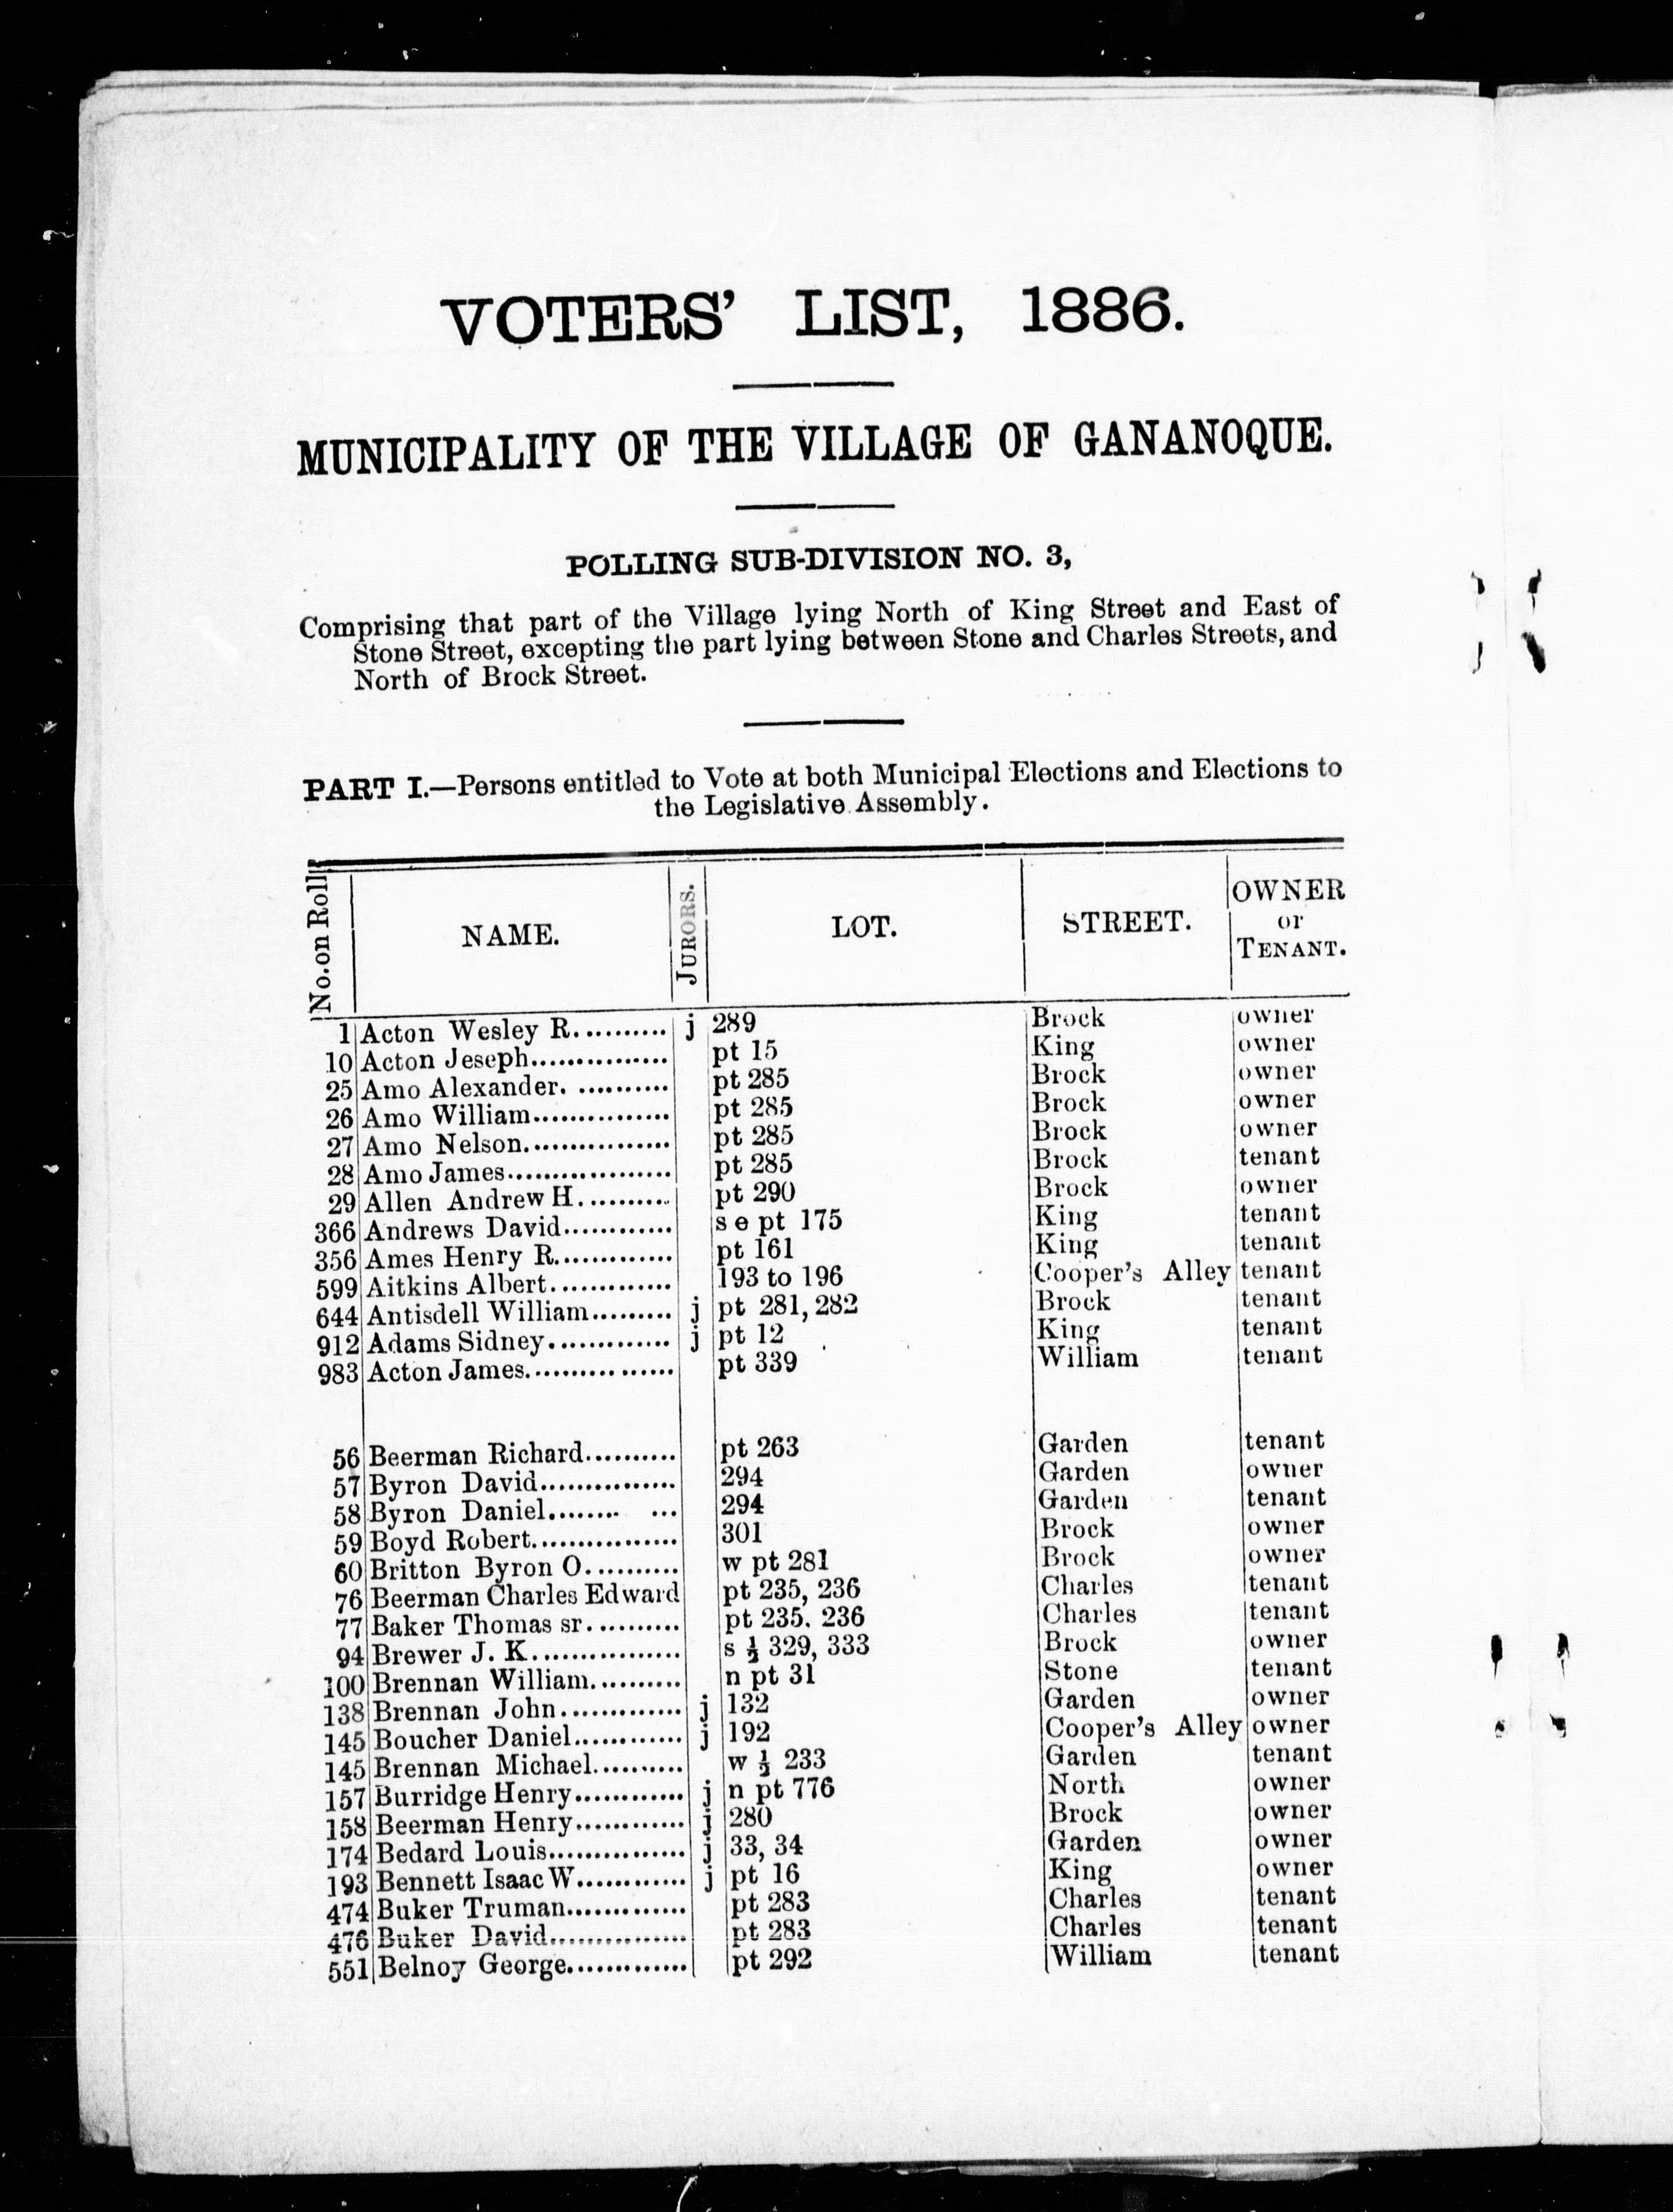 VOTERS' LIST, 1886.
MUNICIPALITY OF THE VILLAGE OF GANANOQUE.
POLLING SUB-DIVISION NO. 3,
Comprising that part of the Village lying North of King Street and East of
Stone Street, excepting the part lying between Stone and Charles Streets, and
North of Brock Street.
PART I.—Persons entitled to Vote at both Municipal Elections and Elections to
the Legislative Assembly.
No. on Roll NAME. JURORS. LOT. STREET. OWNER or TENANT.
1 Acton Wesley R.......... j 289 Brock owner
10 Acton Jeseph............... pt 15 King owner
25 Amo Alexander. .......... pt 285 Brock owner
26 Amo William............... pt 285 Brock owner
27 Amo Nelson................ pt 285 Brock owner
28 Amo James.................. pt 285 Brock tenant
29 Allen Andrew H.......... pt 290 Brock owner
366 Andrews David............ s e pt 175 King tenant
356 Ames Henry R............. pt 161 King tenant
599 Aitkins Albert............. 193 to 196 Cooper's Alley tenant
644 Antisdell William......... j pt 281, 282 Brock tenant
912 Adams Sidney............. j pt 12 King tenant
983 Acton James................ pt 339 William tenant
56 Beerman Richard.......... pt 263 Garden tenant
57 Byron David............... 294 Garden owner
58 Byron Daniel........ ... 294 Garden tenant
59 Boyd Robert................ 301 Brock owner
60 Britton Byron O.......... w pt 281 Brock owner
76 Beerman Charles Edward pt 235, 236 Charles tenant
77 Baker Thomas sr.......... pt 235. 236 Charles tenant
94 Brewer J. K................ s ½ 329, 333 Brock owner
100 Brennan William.......... n pt 31 Stone tenant
138 Brennan John............. j 132 Garden owner
145 Boucher Daniel............ j 192 Cooper's Alley owner
145 Brennan Michael.......... w ½ 233 Garden tenant
157 Burridge Henry............ j n pt 776 North owner
158 Beerman Henry............ j 280 Brock owner
174 Bedard Louis............... j 33, 34 Garden owner
193 Bennett Isaac W............ j pt 16 King owner
474 Buker Truman............. pt 283 Charles tenant
476 Buker David................ pt 283 Charles tenant
551 Belnoy George............. pt 292 William tenant